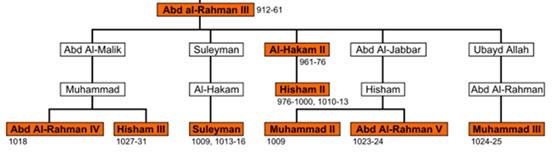 Abd al-Rahman III 912-61
Abd Al-Malik Suleyman Al-Hakam II Abd Al-Jabbar Ubayd Allah
961-76
Muhammad Al-Hakam Hisham II Hisham Abd Al-Rahman
976-1000, 1010-13
Abd Al-Rahman IV Hisham III Suleyman Muhammad II Abd Al-Rahman V Muhammad III
1018 1027-31 1009, 1013-16 1009 1023-24 1024-25